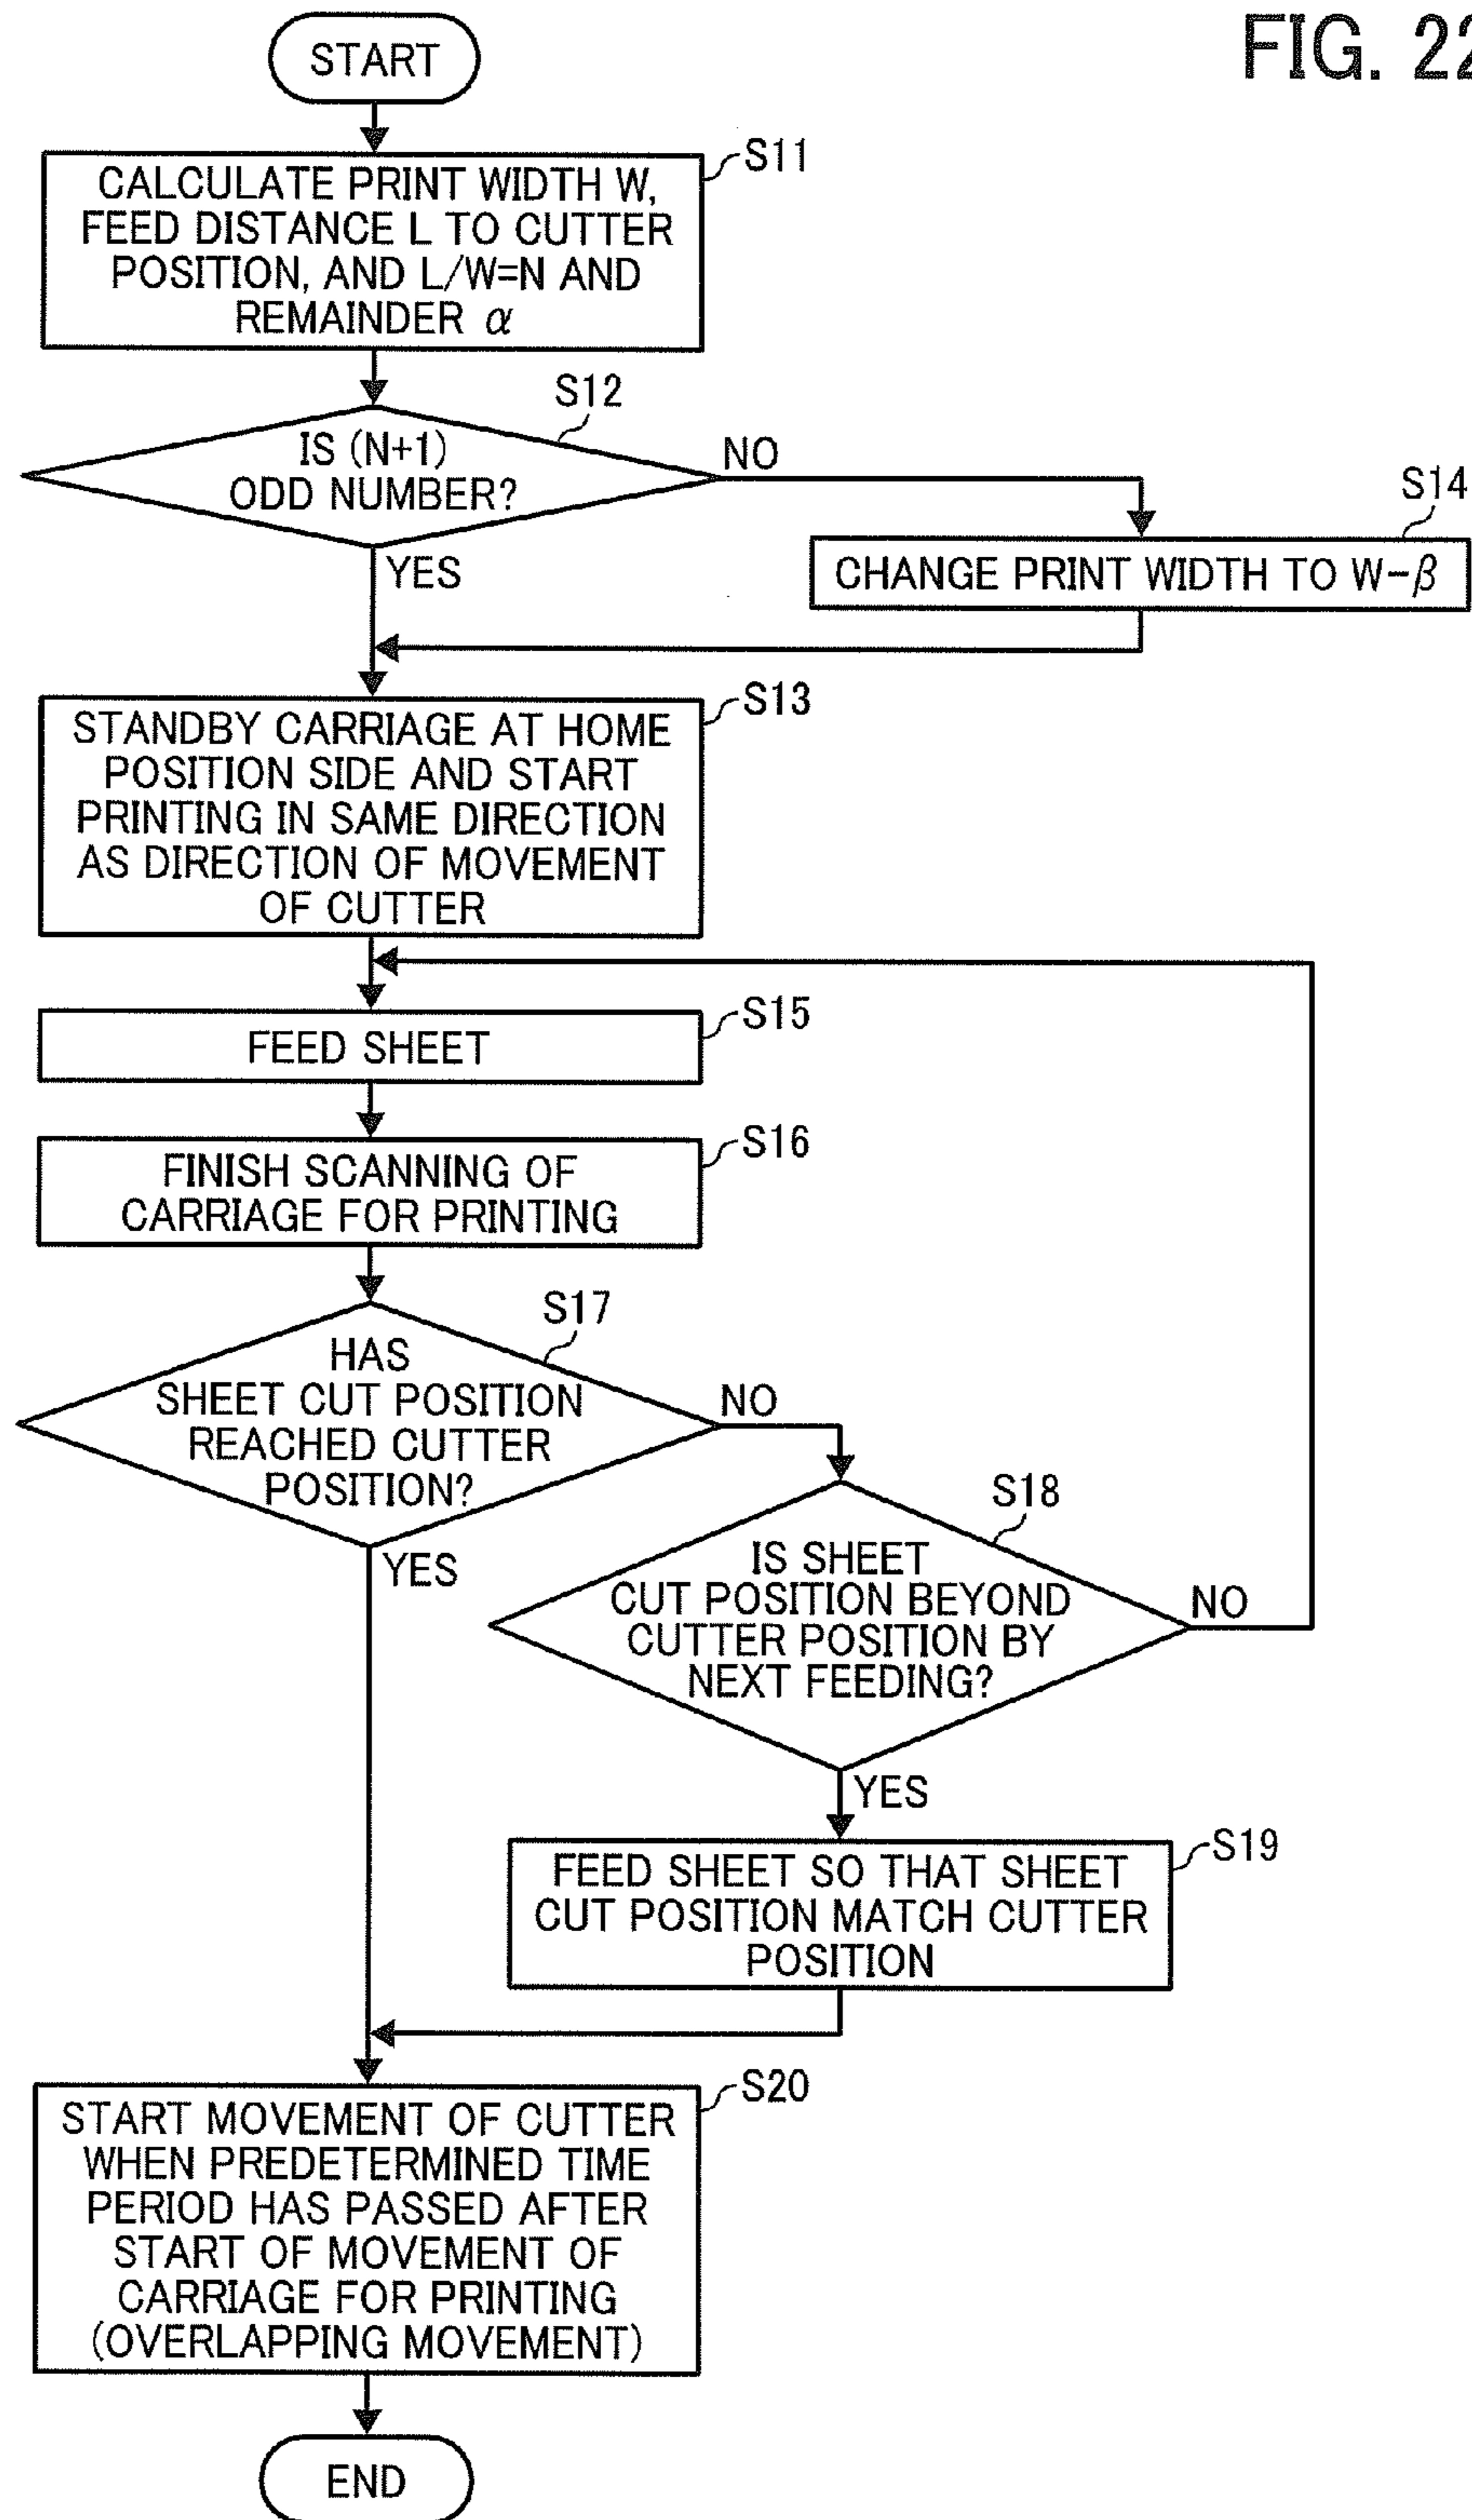 FIG. 22
START
S11
CALCULATE PRINT WIDTH W,
FEED DISTANCE L TO CUTTER
POSITION, AND L/W=N AND
REMAINDER α
S12
IS (N+1)
ODD NUMBER?
NO
YES
S14
CHANGE PRINT WIDTH TO W-β
S13
STANDBY CARRIAGE AT HOME
POSITION SIDE AND START
PRINTING IN SAME DIRECTION
AS DIRECTION OF MOVEMENT
OF CUTTER
S15
FEED SHEET
S16
FINISH SCANNING OF
CARRIAGE FOR PRINTING
S17
HAS
SHEET CUT POSITION
REACHED CUTTER
POSITION?
NO
YES
S18
IS SHEET
CUT POSITION BEYOND
CUTTER POSITION BY
NEXT FEEDING?
NO
YES
S19
FEED SHEET SO THAT SHEET
CUT POSITION MATCH CUTTER
POSITION
S20
START MOVEMENT OF CUTTER
WHEN PREDETERMINED TIME
PERIOD HAS PASSED AFTER
START OF MOVEMENT OF
CARRIAGE FOR PRINTING
(OVERLAPPING MOVEMENT)
END